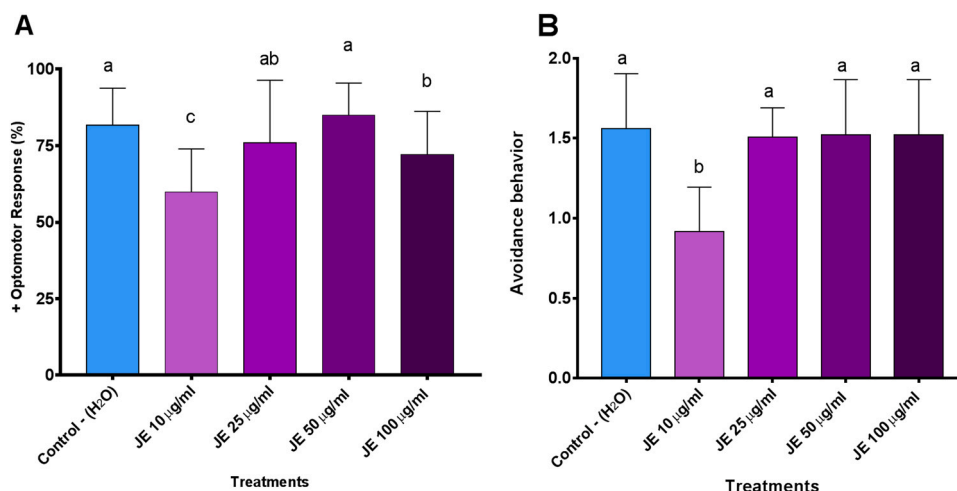 A
+ Optomotor Response (%)
100
75
50
25
0
a
c
ab
a
b
Control - (H2O)
JE 10 µg/ml
JE 25 µg/ml
JE 50 µg/ml
JE 100 µg/ml
Treatments
B
Avoidance behavior
2.0
1.5
1.0
0.5
0.0
a
b
a
a
a
Control - (H2O)
JE 10 µg/ml
JE 25 µg/ml
JE 50 µg/ml
JE 100 µg/ml
Treatments